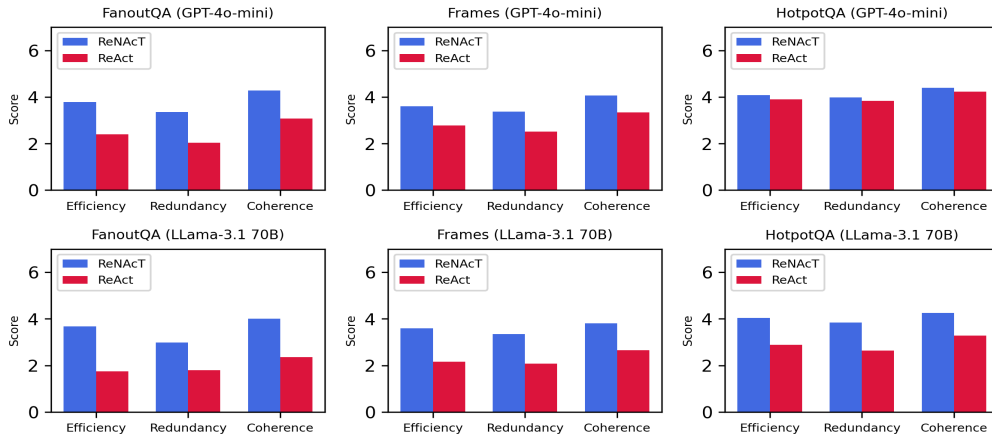 FanoutQA (GPT-4o-mini)
Score
6
4
2
0
ReNAcT
ReAct
Efficiency Redundancy Coherence
Frames (GPT-4o-mini)
Score
6
4
2
0
ReNAcT
ReAct
Efficiency Redundancy Coherence
HotpotQA (GPT-4o-mini)
Score
6
4
2
0
ReNAcT
ReAct
Efficiency Redundancy Coherence
FanoutQA (LLama-3.1 70B)
Score
6
4
2
0
ReNAcT
ReAct
Efficiency Redundancy Coherence
Frames (LLama-3.1 70B)
Score
6
4
2
0
ReNAcT
ReAct
Efficiency Redundancy Coherence
HotpotQA (LLama-3.1 70B)
Score
6
4
2
0
ReNAcT
ReAct
Efficiency Redundancy Coherence